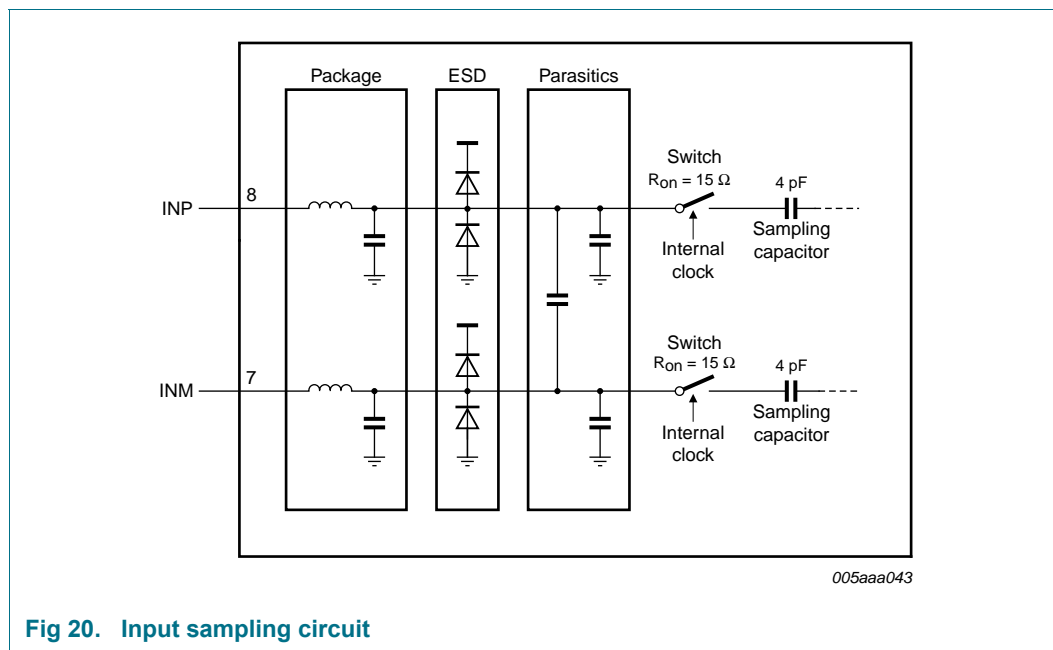 Package
ESD
Parasitics
Switch
Ron = 15 Ω
4 pF
INP
8
Internal
clock
Sampling
capacitor
Switch
Ron = 15 Ω
4 pF
INM
7
Internal
clock
Sampling
capacitor
005aaa043
Fig 20. Input sampling circuit